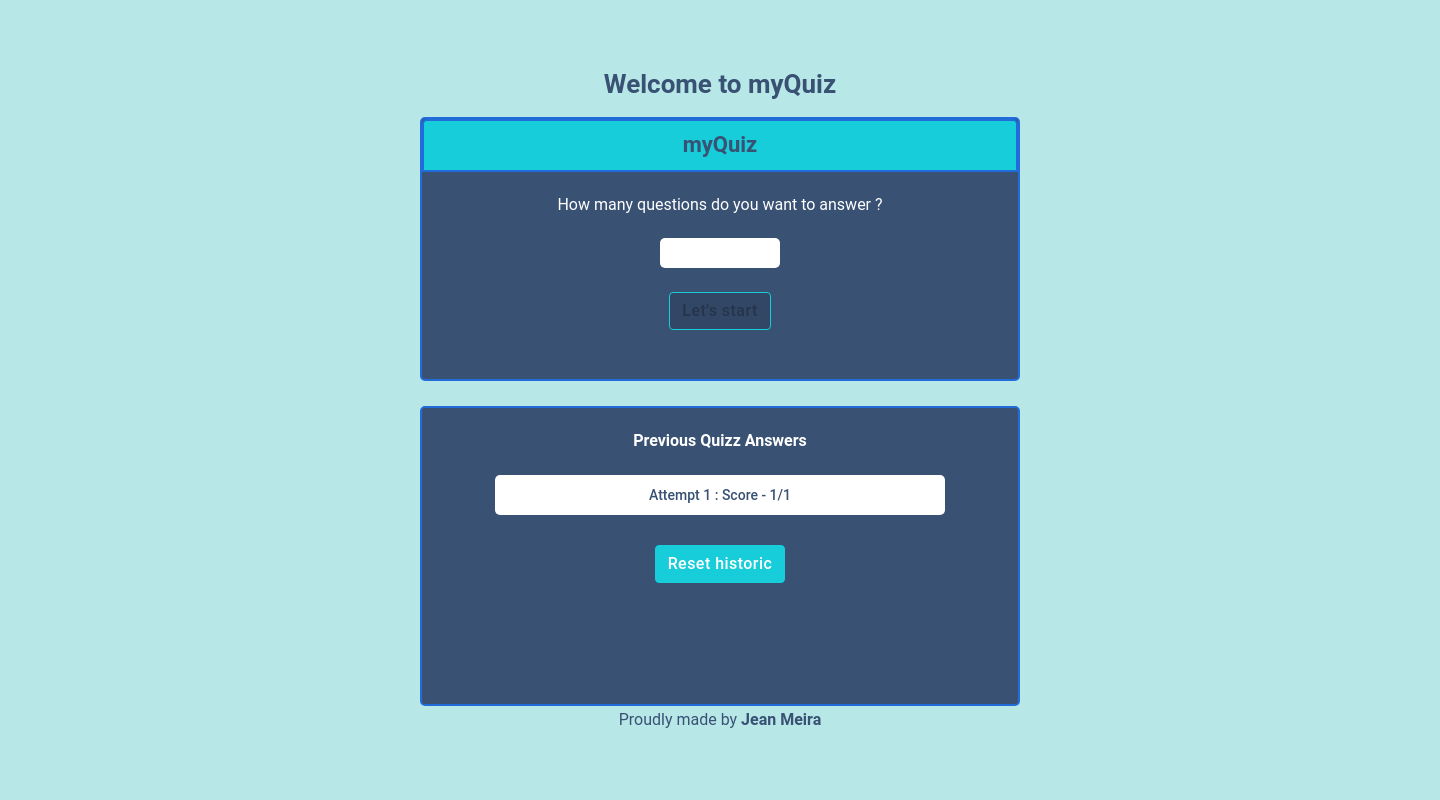 Welcome to myQuiz
myQuiz
How many questions do you want to answer ?
Let's start
Previous Quizz Answers
Attempt 1 : Score - 1/1
Reset historic
Proudly made by Jean Meira